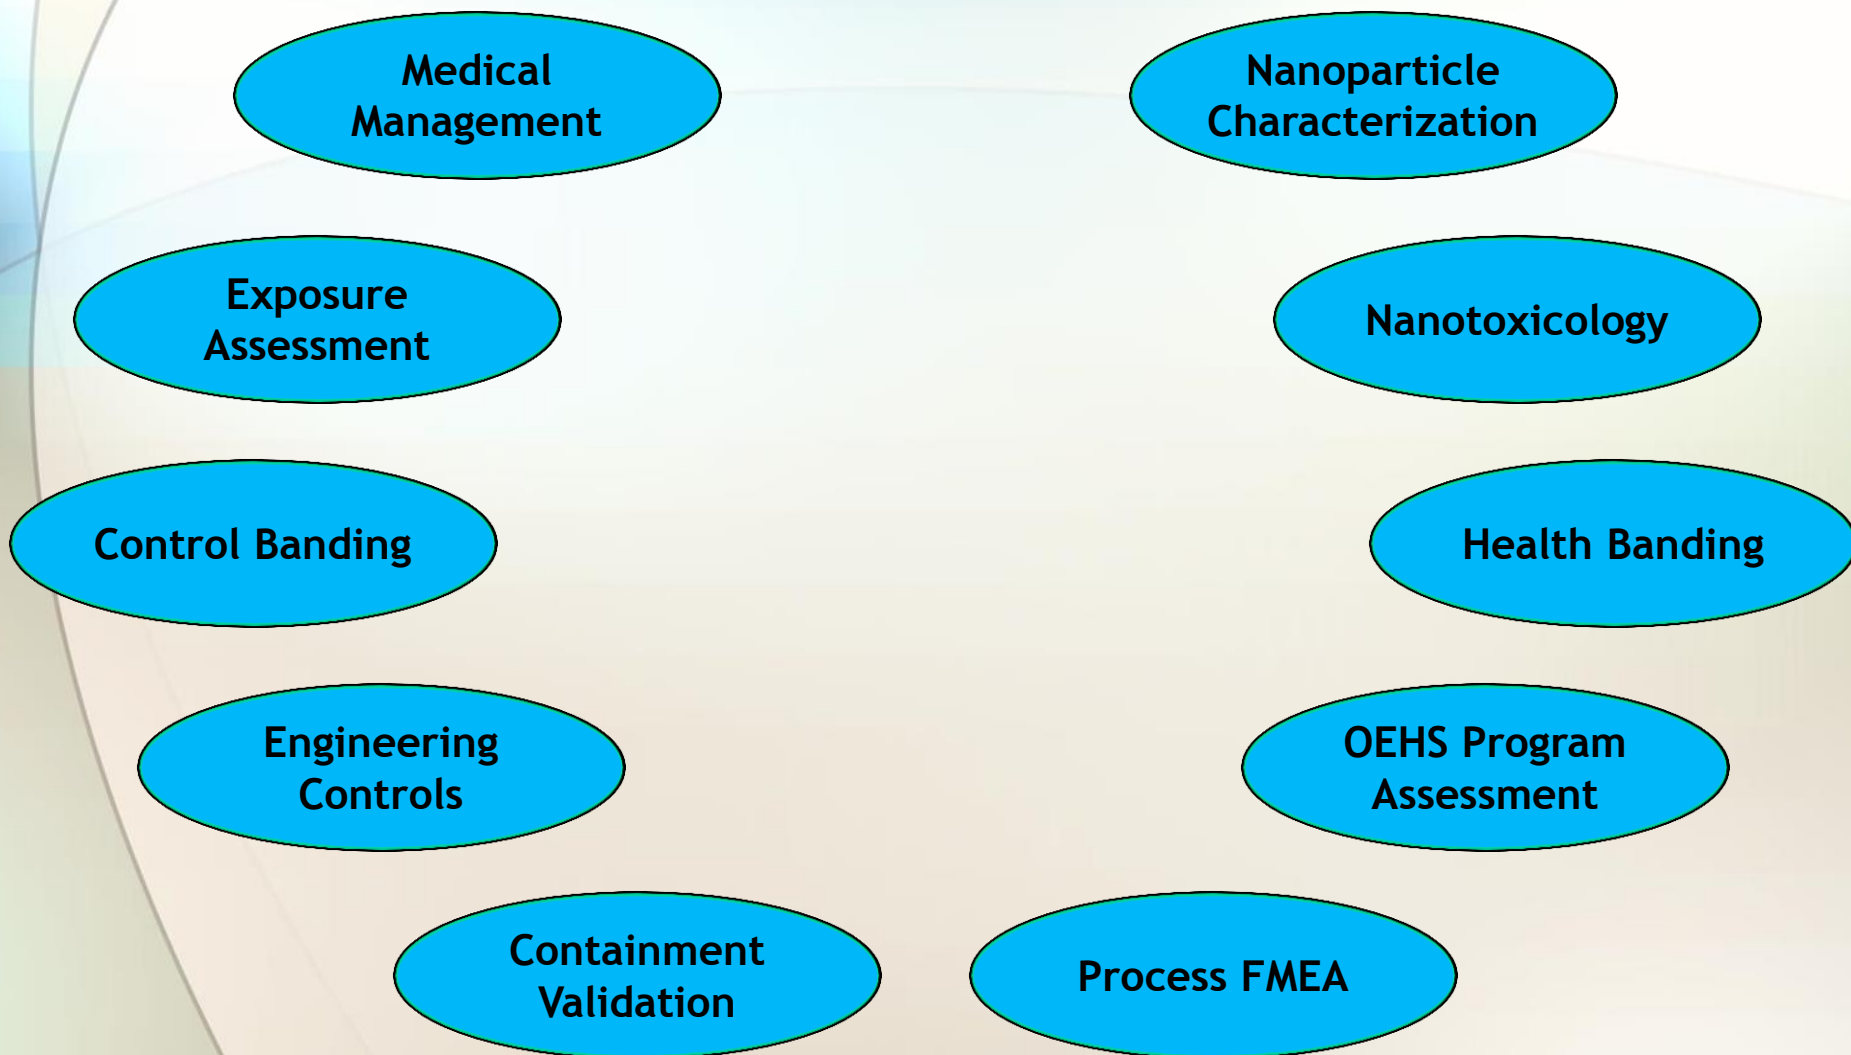 Medical
Management
Nanoparticle
Characterization
Exposure
Assessment
Nanotoxicology
Control Banding
Health Banding
Engineering
Controls
OEHS Program
Assessment
Containment
Validation
Process FMEA